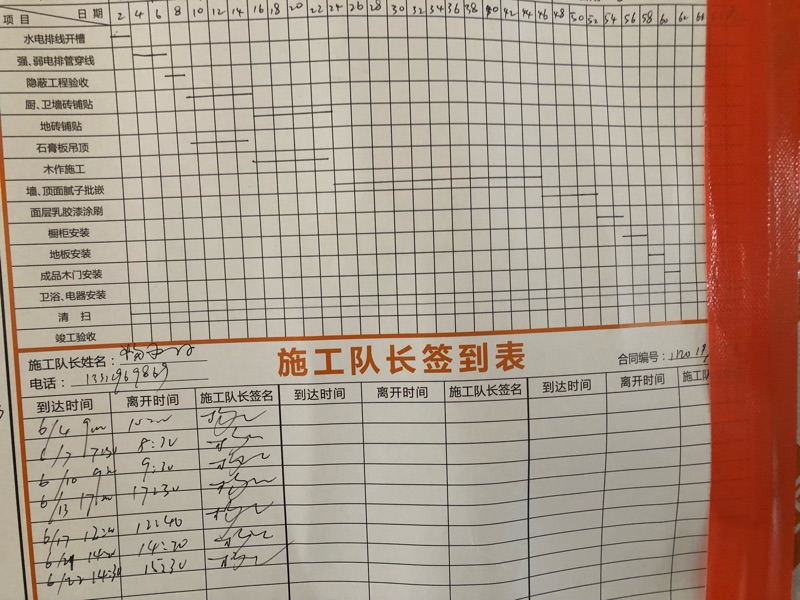 项目 日期 2 4 6 8 10 12 14 16 18 20 22 24 26 28 30 32 34 36 38 40 42 44 46 48 50 52 54 56 58 60 62
水电排线开槽
强、弱电排管穿线
隐蔽工程验收
厨、卫墙砖铺贴
地砖铺贴
石膏板吊顶
木作施工
墙、顶面腻子批嵌
面层乳胶漆涂刷
橱柜安装
地板安装
成品木门安装
卫浴、电器安装
清扫
竣工验收
施工队长签到表
施工队长姓名：
合同编号：
电话：
到达时间 离开时间 施工队长签名 到达时间 离开时间 施工队长签名 到达时间 离开时间 施工
6/4
6/7 7:30 8:30
6/10 9:30
6/13 17:30
6/17 12:40
14:20
6/22 14:30 15:30